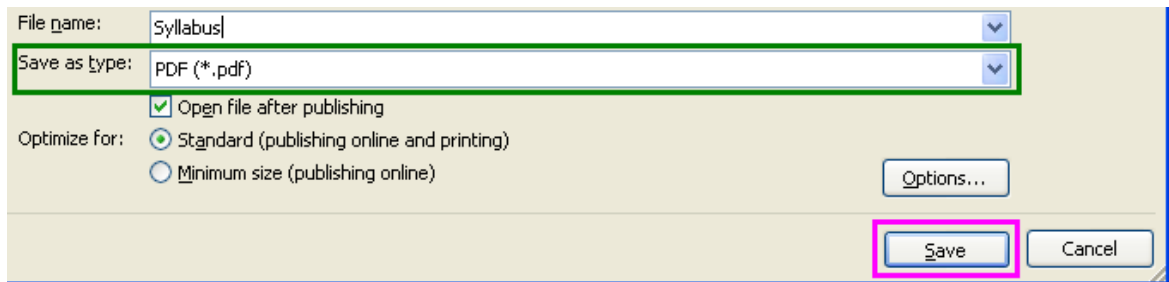 File name: Syllabus
Save as type: PDF (*.pdf)
Open file after publishing
Optimize for: Standard (publishing online and printing)
Minimum size (publishing online)
Options...
Save Cancel